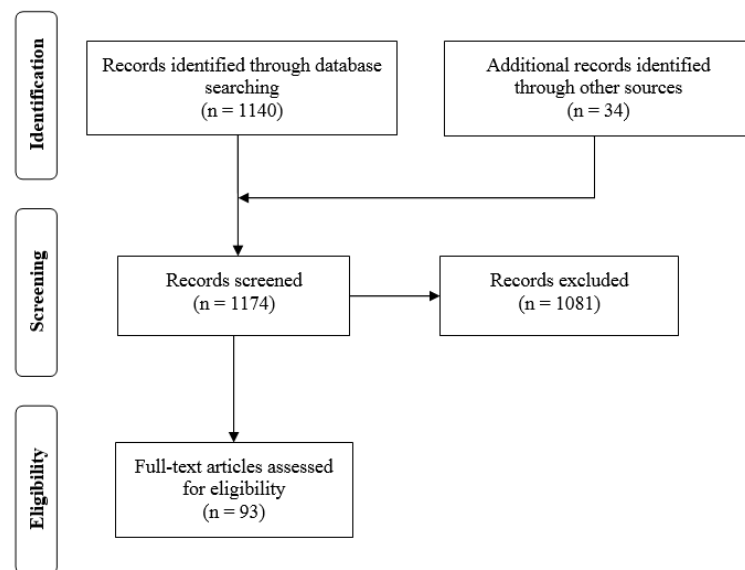 Identification
Records identified through database
searching
(n = 1140)
Additional records identified
through other sources
(n = 34)
Screening
Records screened
(n = 1174)
Records excluded
(n = 1081)
Eligibility
Full-text articles assessed
for eligibility
(n = 93)